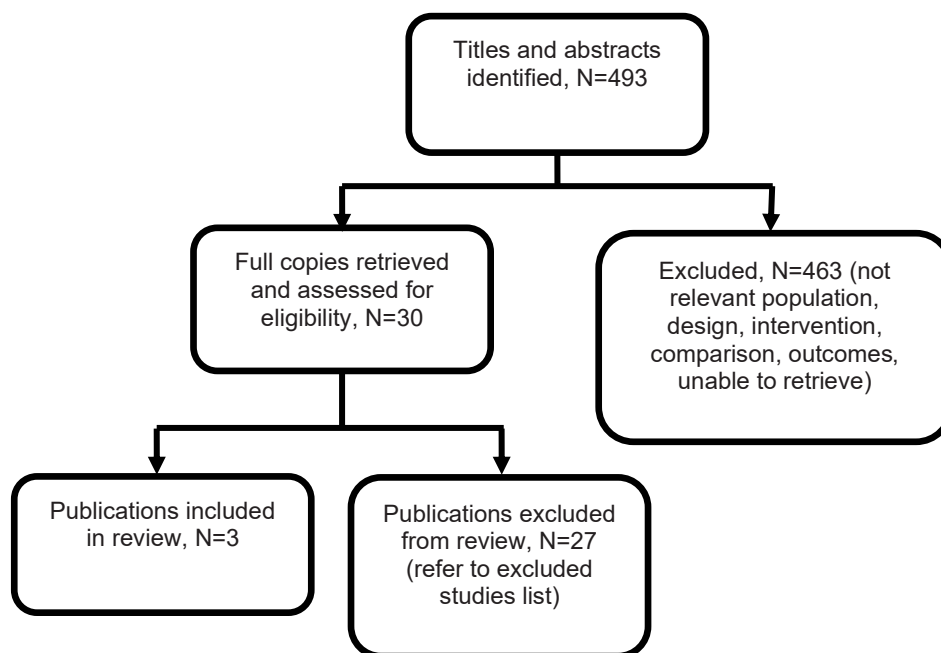 Titles and abstracts
identified, N=493
Full copies retrieved
and assessed for
eligibility, N=30
Excluded, N=463 (not
relevant population,
design, intervention,
comparison, outcomes,
unable to retrieve)
Publications included
in review, N=3
Publications excluded
from review, N=27
(refer to excluded
studies list)